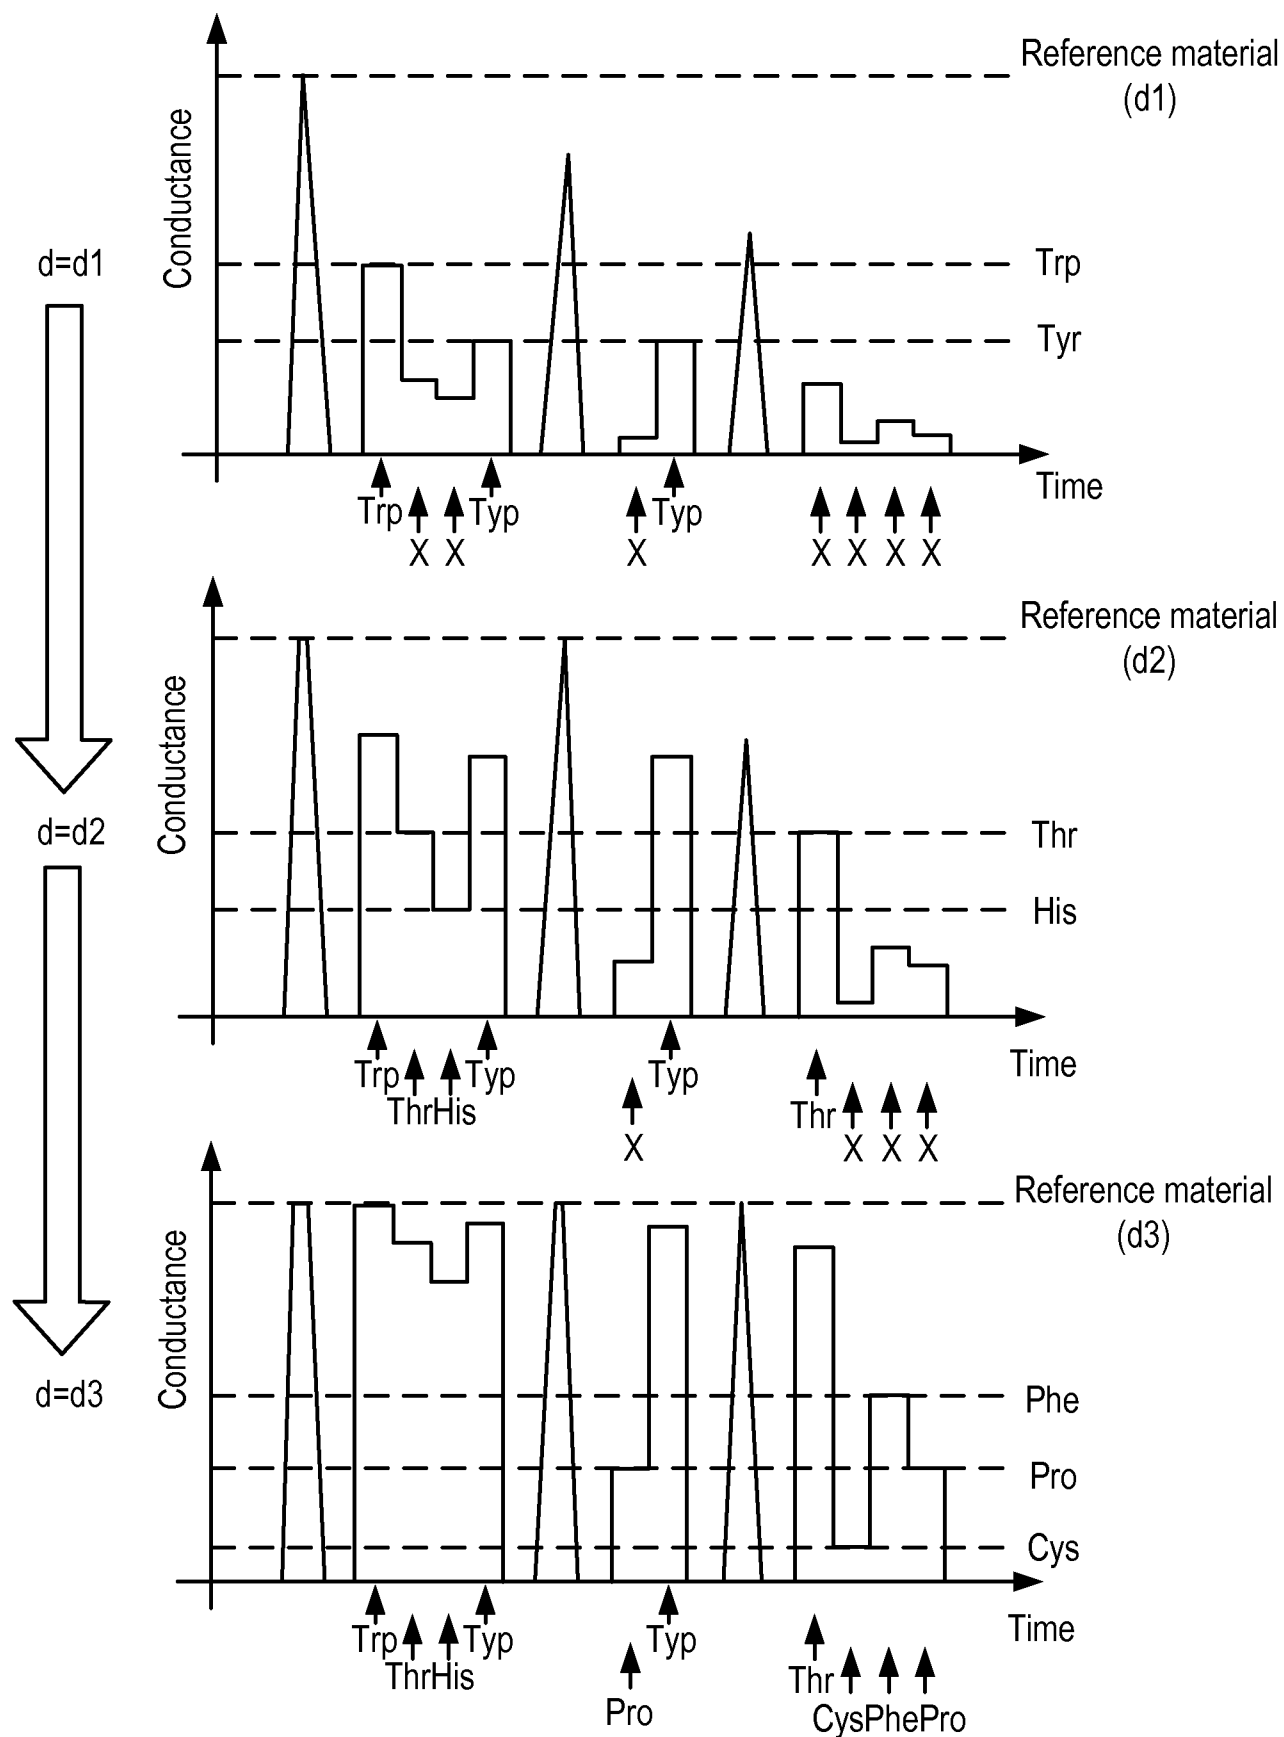 Reference material
(d1)
Conductance
d=d1
Trp
Tyr
Time
Trp Typ Typ
X X X X X X X
Reference material
(d2)
Conductance
d=d2
Thr
His
Time
Trp Typ Typ
ThrHis Thr
X X X X
Reference material
(d3)
Conductance
d=d3
Phe
Pro
Cys
Time
Trp Typ Typ
ThrHis Thr
Pro CysPhePro